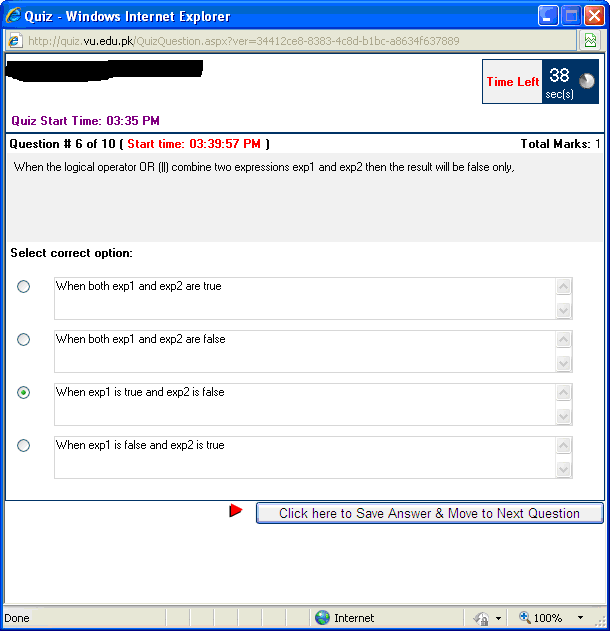 Quiz - Windows Internet Explorer
http://quiz.vu.edu.pk/QuizQuestion.aspx?ver=34412ce8-8383-4c8d-b1bc-a8634f637889
Time Left 38
sec(s)
Quiz Start Time: 03:35 PM
Question # 6 of 10 ( Start time: 03:39:57 PM ) Total Marks: 1
When the logical operator OR (||) combine two expressions exp1 and exp2 then the result will be false only,
Select correct option:
When both exp1 and exp2 are true
When both exp1 and exp2 are false
When exp1 is true and exp2 is false
When exp1 is false and exp2 is true
Click here to Save Answer & Move to Next Question
Done Internet 100%